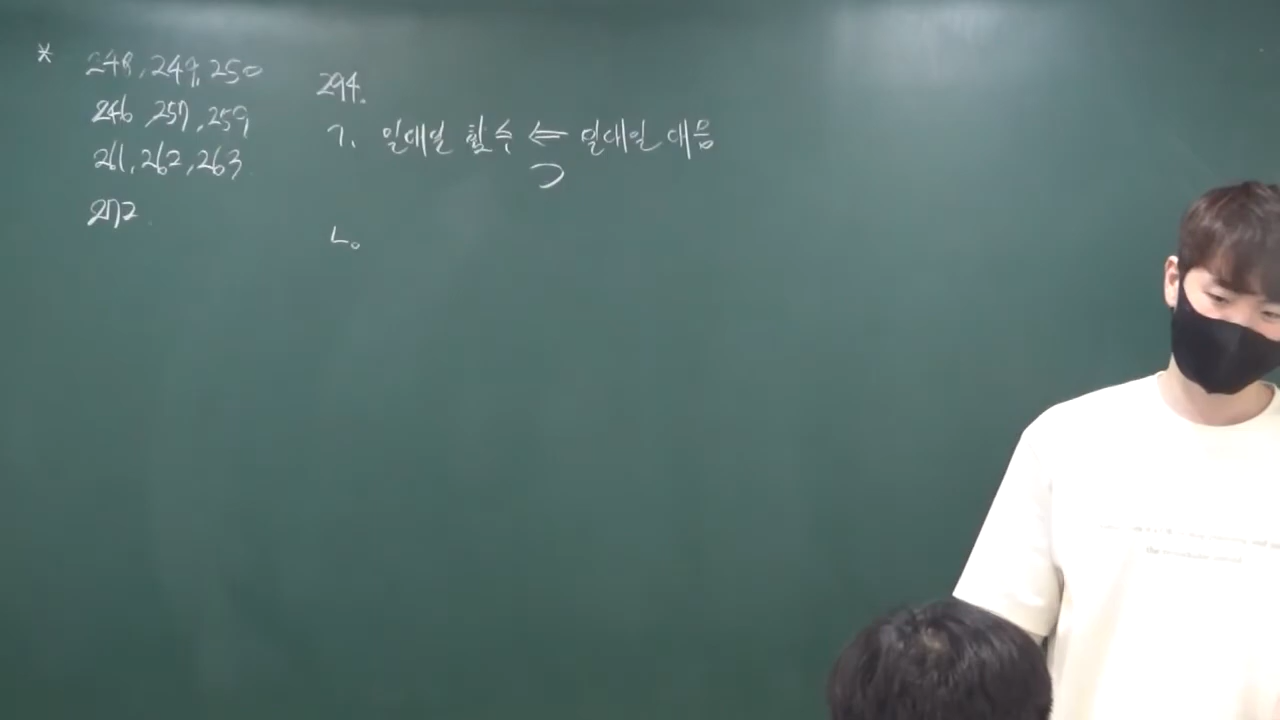 * 248, 249, 250
246, 257, 259
261, 262, 263
272
294.
ㄱ. 일대일 함수 ⇐ 일대일 대응
⊃
ㄴ.